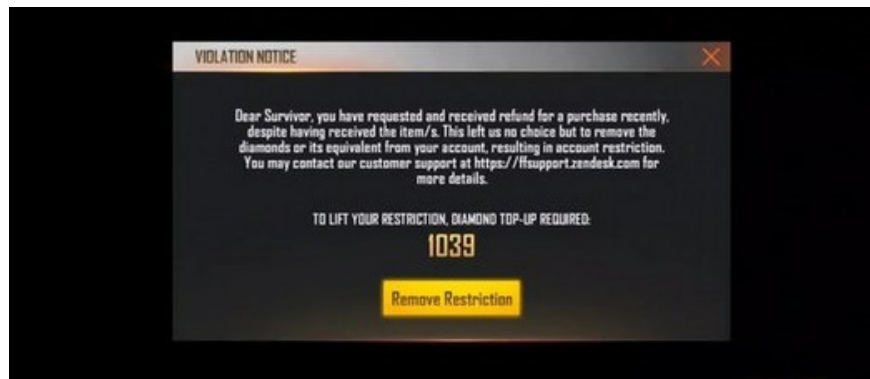 VIOLATION NOTICE
Dear Survivor, you have requested and received refund for a purchase recently,
despite having received the item/s. This left us no choice but to remove the
diamonds or its equivalent from your account, resulting in account restriction.
You may contact our customer support at https://ffsupport.zendesk.com for
more details.
TO LIFT YOUR RESTRICTION, DIAMOND TOP-UP REQUIRED:
1039
Remove Restriction